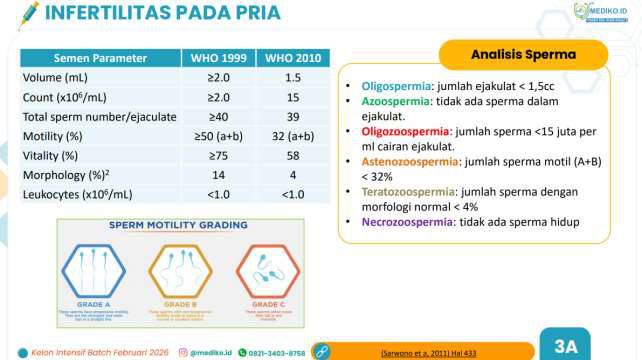 INFERTILITAS PADA PRIA
MEDIKO.ID
Semen Parameter WHO 1999 WHO 2010
Volume (mL) ≥2.0 1.5
Count (x10⁶/mL) ≥2.0 15
Total sperm number/ejaculate ≥40 39
Motility (%) ≥50 (a+b) 32 (a+b)
Vitality (%) ≥75 58
Morphology (%)² 14 4
Leukocytes (x10⁶/mL) <1.0 <1.0
SPERM MOTILITY GRADING
GRADE A GRADE B GRADE C
Analisis Sperma
• Oligospermia: jumlah ejakulat < 1,5cc
• Azoospermia: tidak ada sperma dalam
ejakulat.
• Oligozoospermia: jumlah sperma <15 juta per
ml cairan ejakulat.
• Astenozoospermia: jumlah sperma motil (A+B)
< 32%
• Teratozoospermia: jumlah sperma dengan
morfologi normal < 4%
• Necrozoospermia: tidak ada sperma hidup
Kelon Intensif Batch Februari 2026 @mediko.id 0821-3403-8758
(Sarwono et a, 2011) Hal 433
3A